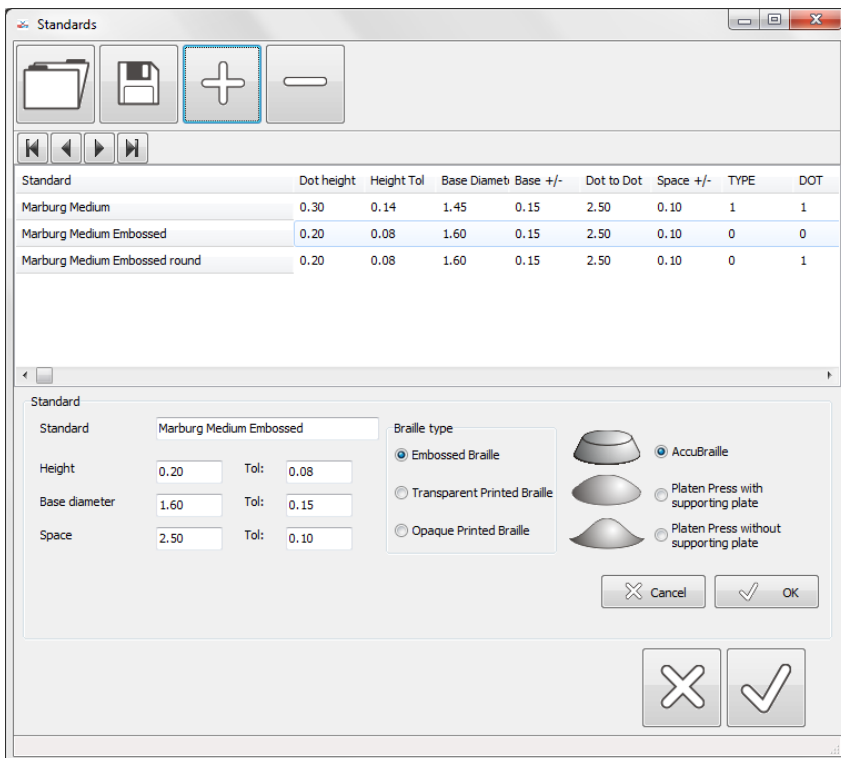 Standards
Standard Dot height Height Tol Base Diamet Base +/- Dot to Dot Space +/- TYPE DOT
Marburg Medium 0.30 0.14 1.45 0.15 2.50 0.10 1 1
Marburg Medium Embossed 0.20 0.08 1.60 0.15 2.50 0.10 0 0
Marburg Medium Embossed round 0.20 0.08 1.60 0.15 2.50 0.10 0 1
Standard
Standard Marburg Medium Embossed
Height 0.20 Tol: 0.08
Base diameter 1.60 Tol: 0.15
Space 2.50 Tol: 0.10
Braille type
Embossed Braille
Transparent Printed Braille
Opaque Printed Braille
AccuBraille
Platen Press with
supporting plate
Platen Press without
supporting plate
Cancel OK